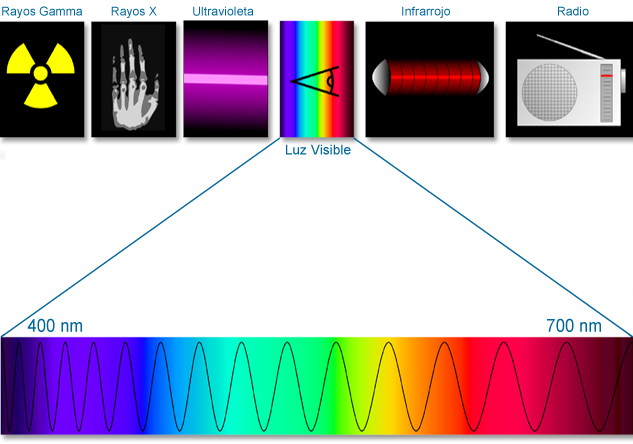 Rayos Gamma
Rayos X
Ultravioleta
Infrarrojo
Radio
Luz Visible
400 nm
700 nm